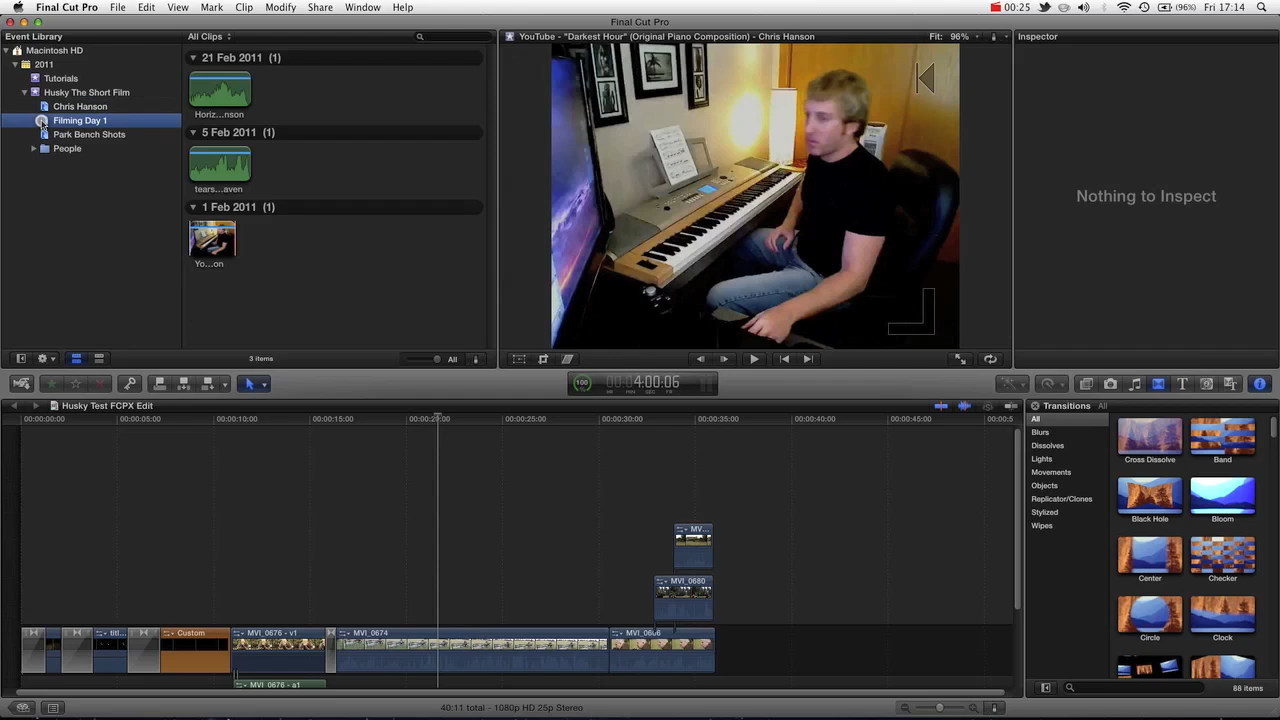 Final Cut Pro File Edit View Mark Clip Modify Share Window Help 00:25 (96%) Fri 17:14
Final Cut Pro
Event Library
All Clips
YouTube - "Darkest Hour" (Original Piano Composition) - Chris Hanson
Fit: 96%
Inspector
Macintosh HD
2011
Tutorials
Husky The Short Film
Chris Hanson
Filming Day 1
Park Bench Shots
People
21 Feb 2011 (1)
Horiz...nson
5 Feb 2011 (1)
tears...aven
1 Feb 2011 (1)
Yo...on
Nothing to Inspect
3 items
All
100
4:00:06
HR MIN SEC FR
Husky Test FCPX Edit
00:00:00:00 00:00:05:00 00:00:10:00 00:00:15:00 00:00:20:00 00:00:25:00 00:00:30:00 00:00:35:00 00:00:40:00 00:00:45:00 00:00:5
MV...
MVI_0680
titl...
Custom
MVI_0676 - v1
MVI_0674
MVI_0676 - a1
Transitions All
All
Blurs
Dissolves
Lights
Movements
Objects
Replicator/Clones
Stylized
Wipes
Cross Dissolve
Band
Black Hole
Bloom
Center
Checker
Circle
Clock
88 items
40:11 total - 1080p HD 25p Stereo